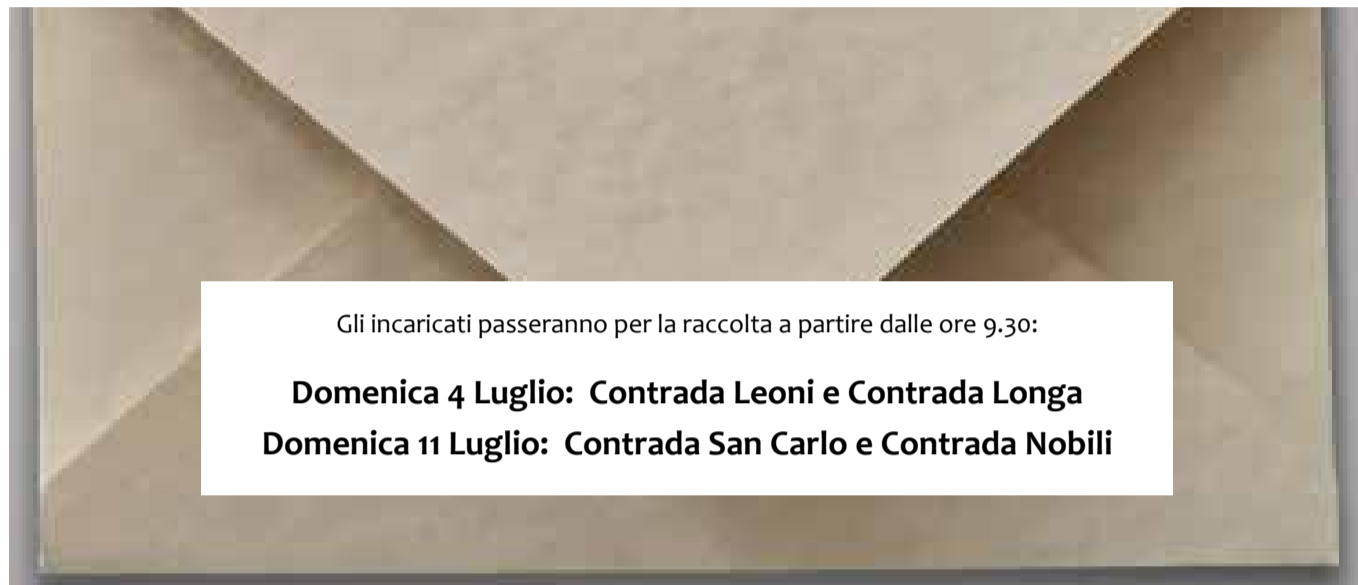 Gli incaricati passeranno per la raccolta a partire dalle ore 9.30:
Domenica 4 Luglio: Contrada Leoni e Contrada Longa
Domenica 11 Luglio: Contrada San Carlo e Contrada Nobili